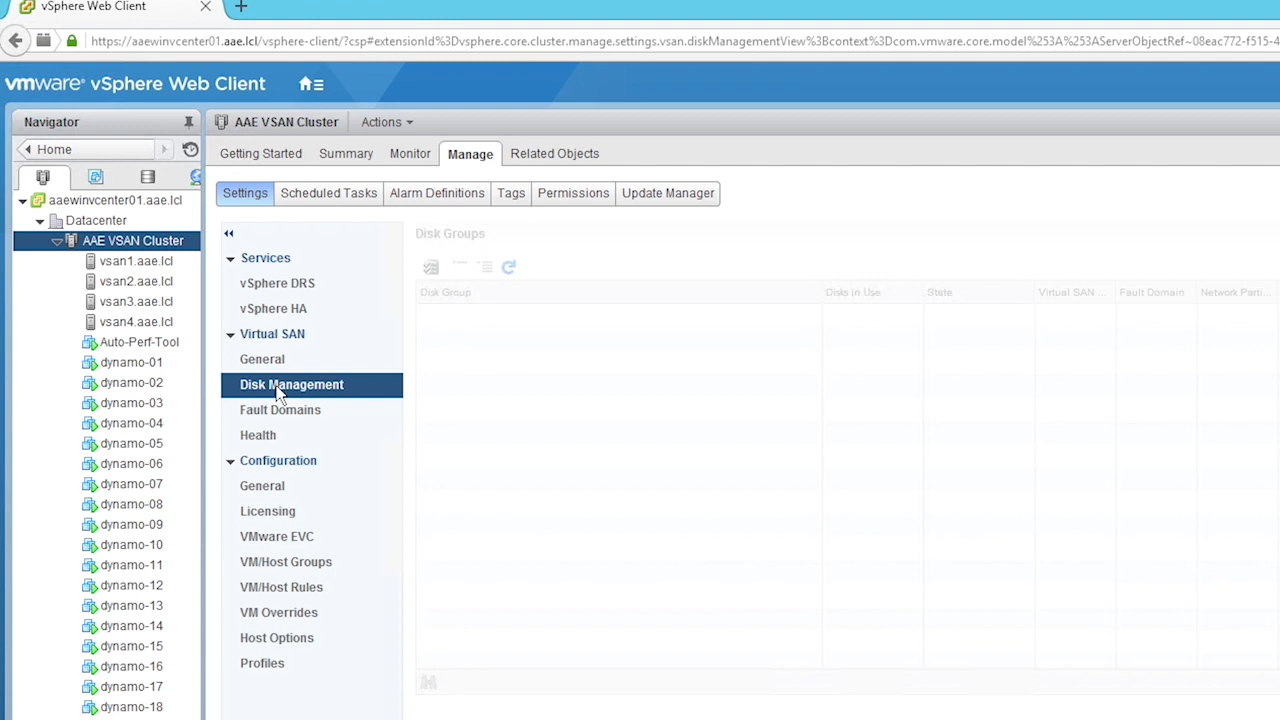 vSphere Web Client
https://aaewinvcenter01.aae.lcl/vsphere-client/?csp#extensionId%3Dvsphere.core.cluster.manage.settings.vsan.diskManagementView%3Bcontext%3Dcom.vmware.core.model%253A%253AServerObjectRef~08eac772-f515-4
vmware® vSphere Web Client
Navigator
AAE VSAN Cluster
Actions
Home
Getting Started
Summary
Monitor
Manage
Related Objects
Settings
Scheduled Tasks
Alarm Definitions
Tags
Permissions
Update Manager
aaewinvcenter01.aae.lcl
Datacenter
AAE VSAN Cluster
vsan1.aae.lcl
vsan2.aae.lcl
vsan3.aae.lcl
vsan4.aae.lcl
Auto-Perf-Tool
dynamo-01
dynamo-02
dynamo-03
dynamo-04
dynamo-05
dynamo-06
dynamo-07
dynamo-08
dynamo-09
dynamo-10
dynamo-11
dynamo-12
dynamo-13
dynamo-14
dynamo-15
dynamo-16
dynamo-17
dynamo-18
Services
vSphere DRS
vSphere HA
Virtual SAN
General
Disk Management
Fault Domains
Health
Configuration
General
Licensing
VMware EVC
VM/Host Groups
VM/Host Rules
VM Overrides
Host Options
Profiles
Disk Groups
Disk Group
Disks in Use
State
Virtual SAN ...
Fault Domain
Network Parti...